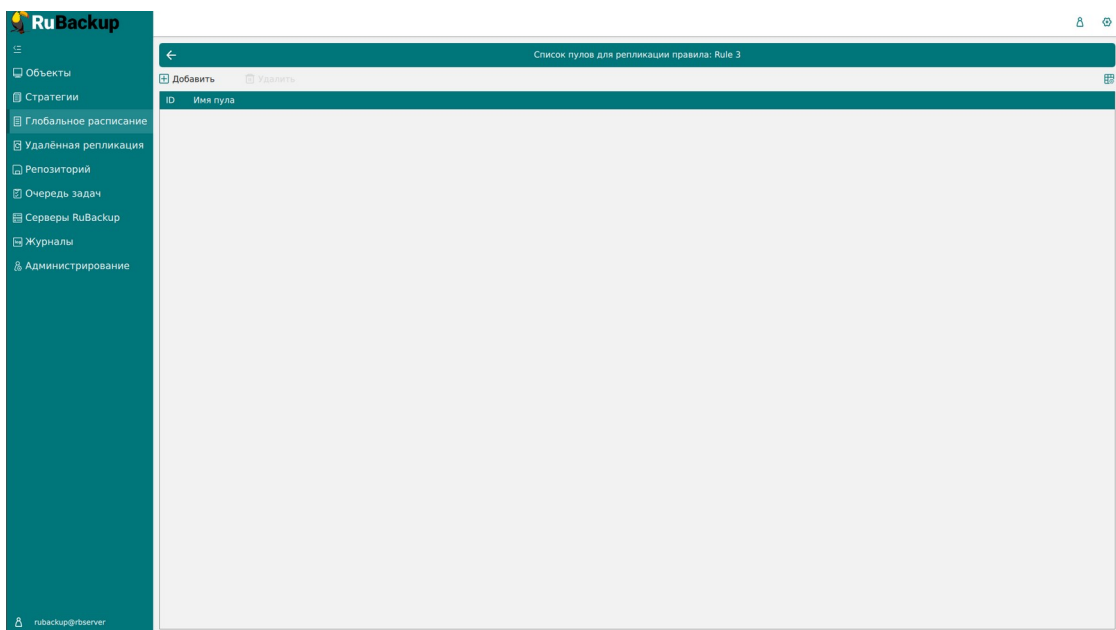 RuBackup
Список пулов для репликации правила: Rule 3
Объекты
Добавить
Удалить
Стратегии
ID
Имя пула
Глобальное расписание
Удалённая репликация
Репозиторий
Очередь задач
Серверы RuBackup
Журналы
Администрирование
rubackup@rbserver